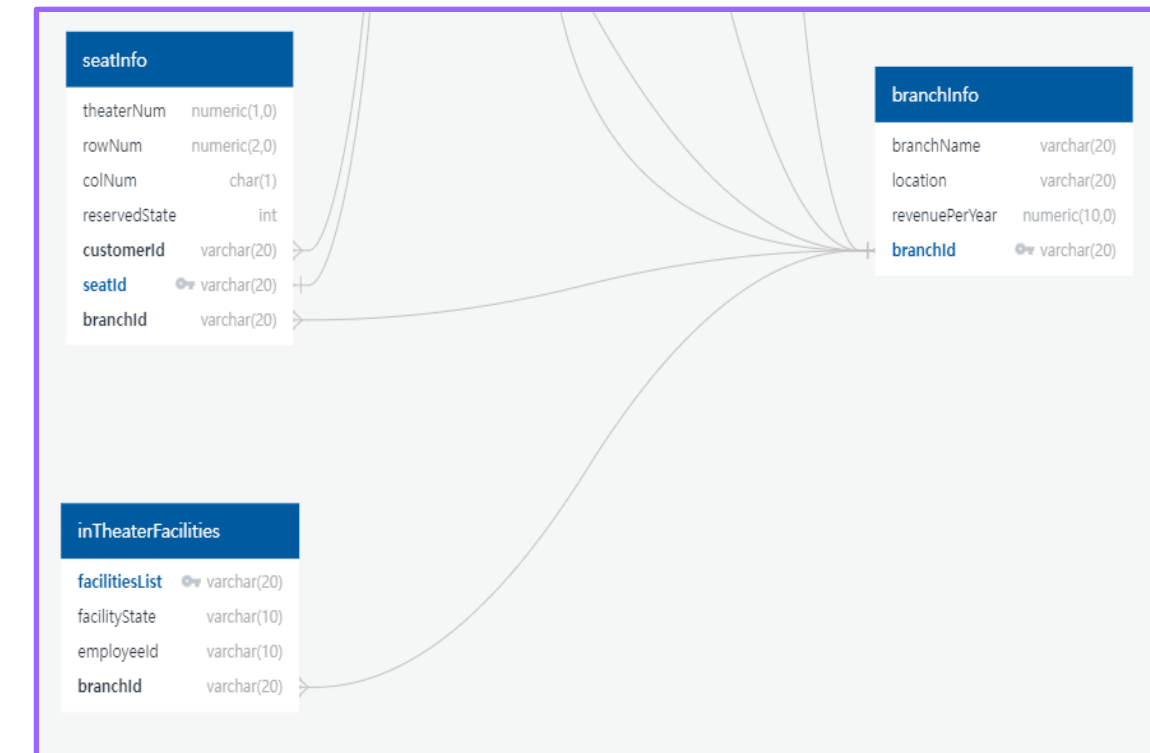 seatInfo
theaterNum numeric(1,0)
rowNum numeric(2,0)
colNum char(1)
reservedState int
customerId varchar(20)
seatId varchar(20)
branchId varchar(20)
branchInfo
branchName varchar(20)
location varchar(20)
revenuePerYear numeric(10,0)
branchId varchar(20)
inTheaterFacilities
facilitiesList varchar(20)
facilityState varchar(10)
employeeId varchar(10)
branchId varchar(20)